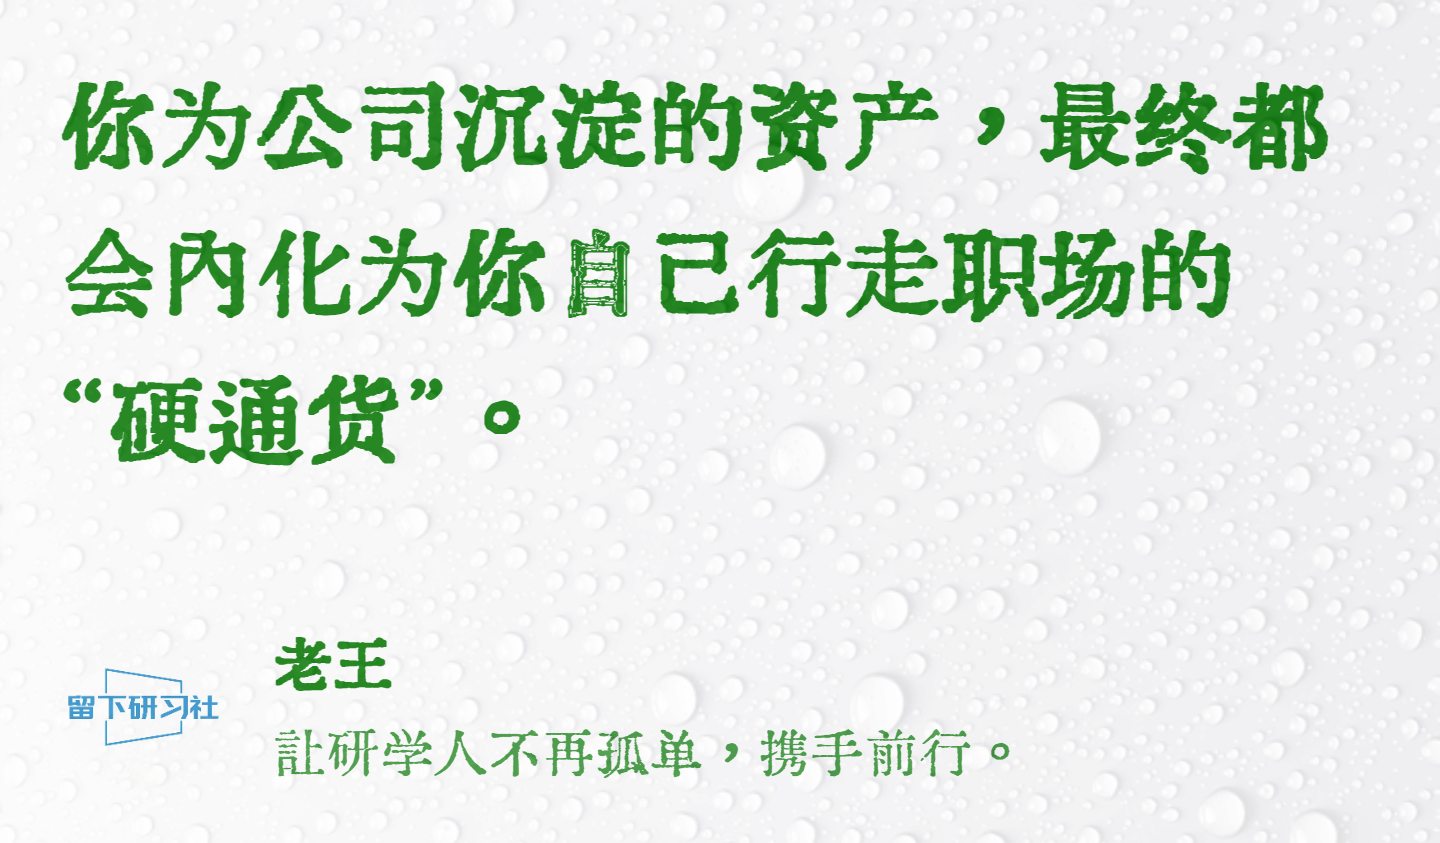 你为公司沉淀的资产，最终都
会內化为你自己行走职场的
“硬通货”。
老王
留下研习社
訨研学人不再孤单，携手前行。